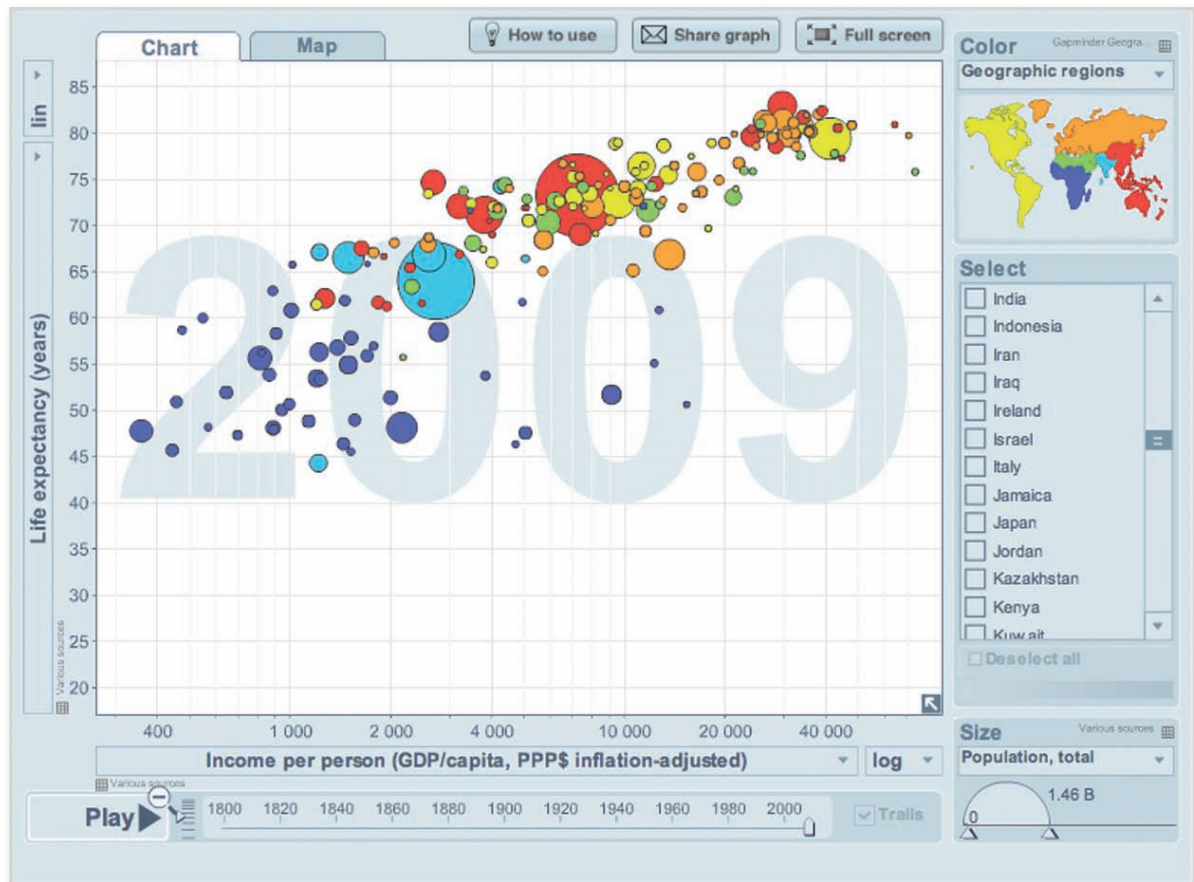 Chart
Map
How to use
Share graph
Full screen
Color
Gapminder Geogra...
Geographic regions
lin
Life expectancy (years)
Various sources
85
80
75
70
65
60
55
50
45
40
35
30
25
20
2009
Select
India
Indonesia
Iran
Iraq
Ireland
Israel
Italy
Jamaica
Japan
Jordan
Kazakhstan
Kenya
Kuwait
Deselect all
400
1 000
2 000
4 000
10 000
20 000
40 000
Income per person (GDP/capita, PPP$ inflation-adjusted)
log
Various sources
Size
Various sources
Population, total
1.46 B
0
Play
1800
1820
1840
1860
1880
1900
1920
1940
1960
1980
2000
Trails